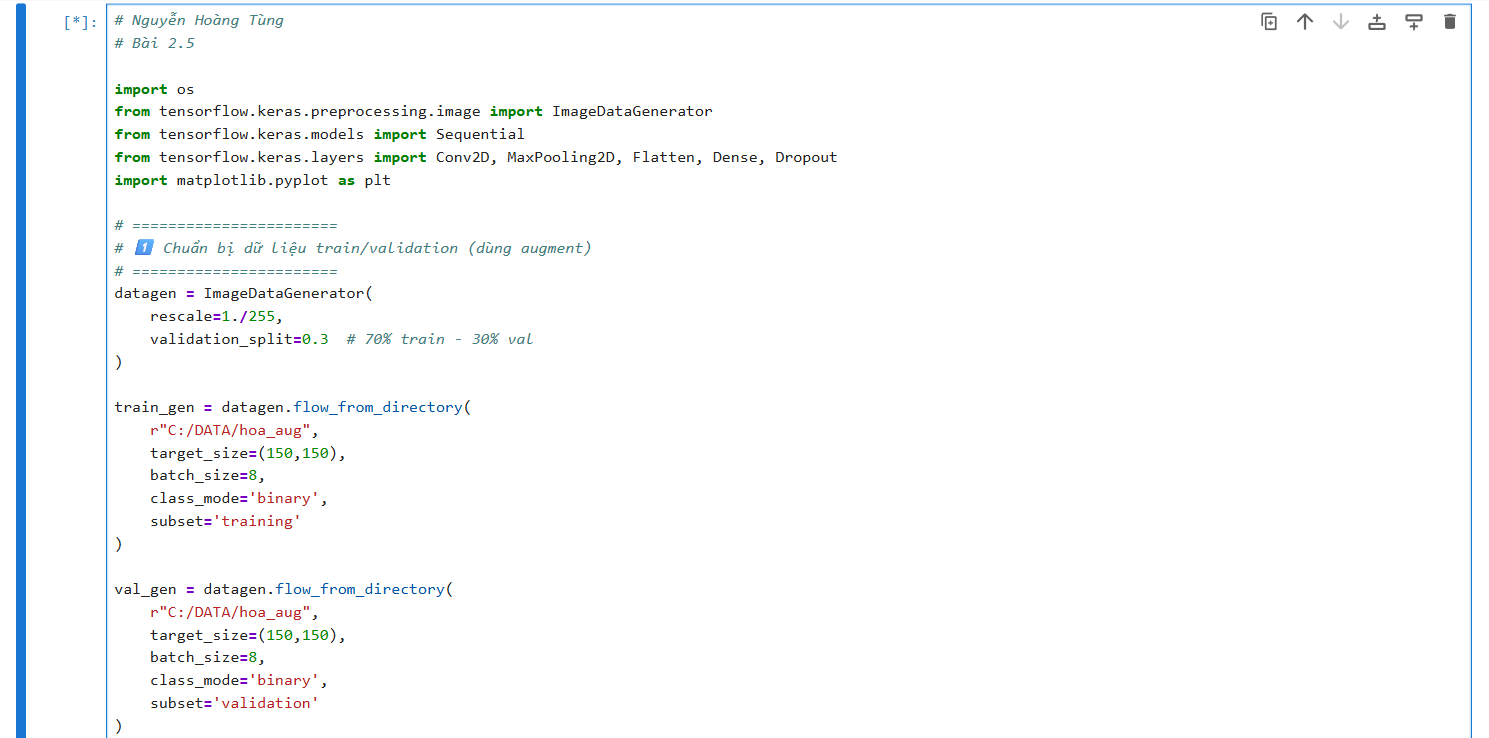 [*]:
# Nguyễn Hoàng Tùng
# Bài 2.5

import os
from tensorflow.keras.preprocessing.image import ImageDataGenerator
from tensorflow.keras.models import Sequential
from tensorflow.keras.layers import Conv2D, MaxPooling2D, Flatten, Dense, Dropout
import matplotlib.pyplot as plt

# =======================
# 1️⃣ Chuẩn bị dữ liệu train/validation (dùng augment)
# =======================
datagen = ImageDataGenerator(
    rescale=1./255,
    validation_split=0.3  # 70% train - 30% val
)

train_gen = datagen.flow_from_directory(
    r"C:/DATA/hoa_aug",
    target_size=(150,150),
    batch_size=8,
    class_mode='binary',
    subset='training'
)

val_gen = datagen.flow_from_directory(
    r"C:/DATA/hoa_aug",
    target_size=(150,150),
    batch_size=8,
    class_mode='binary',
    subset='validation'
)